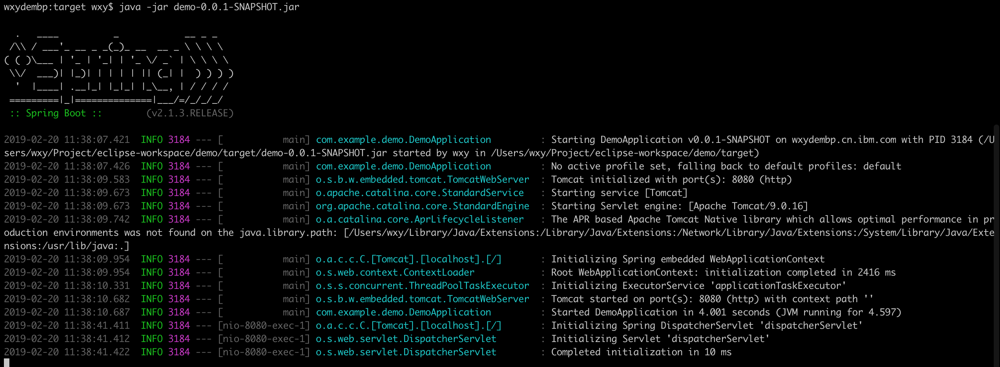 wxydembp:target wxy$ java -jar demo-0.0.1-SNAPSHOT.jar

  .   ____          _            __ _ _
 /\\ / ___'_ __ _ _(_)_ __  __ _ \ \ \ \
( ( )\___ | '_ | '_| | '_ \/ _` | \ \ \ \
 \\/  ___)| |_)| | | | | || (_| |  ) ) ) )
  '  |____| .__|_| |_|_| |_\__, | / / / /
 =========|_|==============|___/=/_/_/_/
 :: Spring Boot ::        (v2.1.3.RELEASE)

2019-02-20 11:38:07.421  INFO 3184 --- [           main] com.example.demo.DemoApplication         : Starting DemoApplication v0.0.1-SNAPSHOT on wxydembp.cn.ibm.com with PID 3184 (/U
sers/wxy/Project/eclipse-workspace/demo/target/demo-0.0.1-SNAPSHOT.jar started by wxy in /Users/wxy/Project/eclipse-workspace/demo/target)
2019-02-20 11:38:07.426  INFO 3184 --- [           main] com.example.demo.DemoApplication         : No active profile set, falling back to default profiles: default
2019-02-20 11:38:09.583  INFO 3184 --- [           main] o.s.b.w.embedded.tomcat.TomcatWebServer  : Tomcat initialized with port(s): 8080 (http)
2019-02-20 11:38:09.673  INFO 3184 --- [           main] o.apache.catalina.core.StandardService   : Starting service [Tomcat]
2019-02-20 11:38:09.673  INFO 3184 --- [           main] org.apache.catalina.core.StandardEngine  : Starting Servlet engine: [Apache Tomcat/9.0.16]
2019-02-20 11:38:09.742  INFO 3184 --- [           main] o.a.catalina.core.AprLifecycleListener   : The APR based Apache Tomcat Native library which allows optimal performance in pr
oduction environments was not found on the java.library.path: [/Users/wxy/Library/Java/Extensions:/Library/Java/Extensions:/Network/Library/Java/Extensions:/System/Library/Java/Exte
nsions:/usr/lib/java:.]
2019-02-20 11:38:09.954  INFO 3184 --- [           main] o.a.c.c.C.[Tomcat].[localhost].[/]       : Initializing Spring embedded WebApplicationContext
2019-02-20 11:38:09.954  INFO 3184 --- [           main] o.s.web.context.ContextLoader            : Root WebApplicationContext: initialization completed in 2416 ms
2019-02-20 11:38:10.331  INFO 3184 --- [           main] o.s.s.concurrent.ThreadPoolTaskExecutor  : Initializing ExecutorService 'applicationTaskExecutor'
2019-02-20 11:38:10.682  INFO 3184 --- [           main] o.s.b.w.embedded.tomcat.TomcatWebServer  : Tomcat started on port(s): 8080 (http) with context path ''
2019-02-20 11:38:10.687  INFO 3184 --- [           main] com.example.demo.DemoApplication         : Started DemoApplication in 4.001 seconds (JVM running for 4.597)
2019-02-20 11:38:41.411  INFO 3184 --- [nio-8080-exec-1] o.a.c.c.C.[Tomcat].[localhost].[/]       : Initializing Spring DispatcherServlet 'dispatcherServlet'
2019-02-20 11:38:41.412  INFO 3184 --- [nio-8080-exec-1] o.s.web.servlet.DispatcherServlet        : Initializing Servlet 'dispatcherServlet'
2019-02-20 11:38:41.422  INFO 3184 --- [nio-8080-exec-1] o.s.web.servlet.DispatcherServlet        : Completed initialization in 10 ms